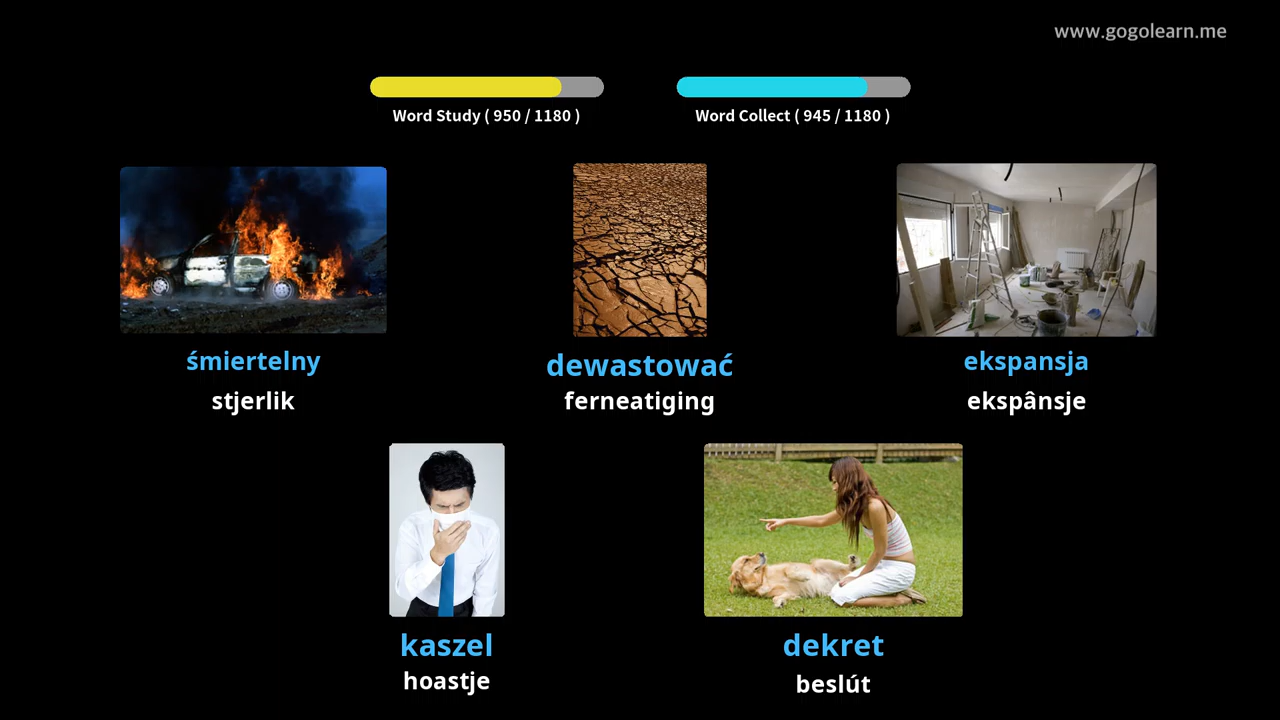 www.gogolearn.me
Word Study ( 950 / 1180 )
Word Collect ( 945 / 1180 )
śmiertelny
stjerlik
dewastować
ferneatiging
ekspansja
ekspânsje
kaszel
hoastje
dekret
beslút